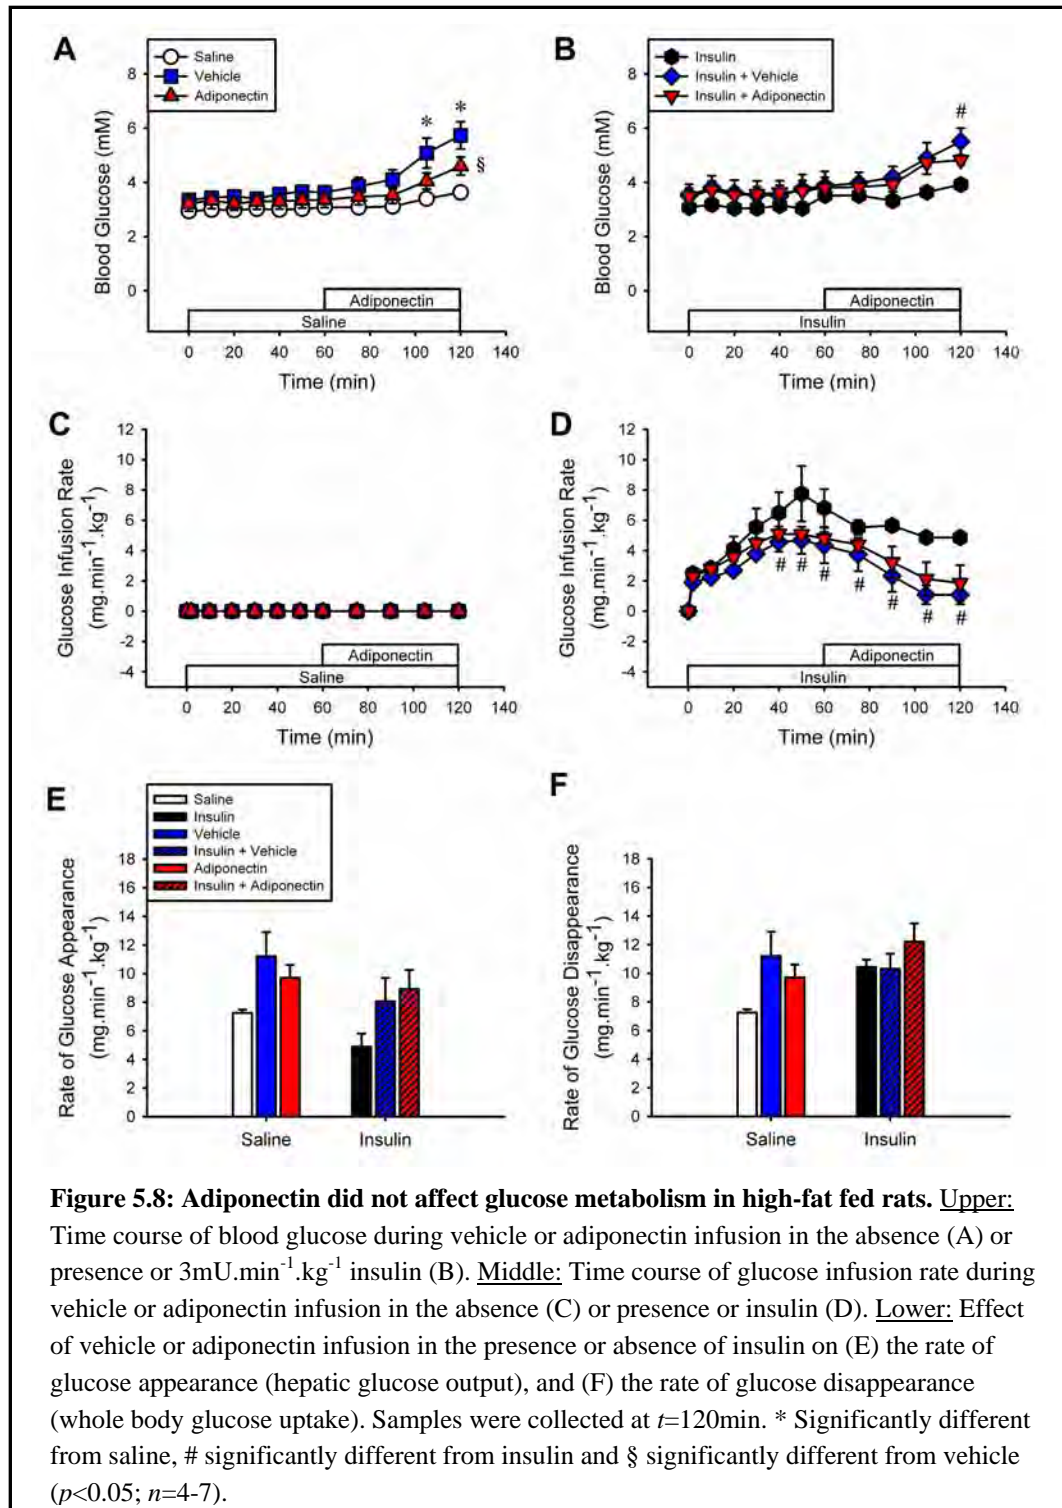 A
Saline
Vehicle
Adiponectin
Blood Glucose (mM)
8
6
4
2
0
*
*
§
Adiponectin
Saline
0 20 40 60 80 100 120 140
Time (min)
B
Insulin
Insulin + Vehicle
Insulin + Adiponectin
Blood Glucose (mM)
8
6
4
2
0
#
Adiponectin
Insulin
0 20 40 60 80 100 120 140
Time (min)
C
Glucose Infusion Rate
(mg.min-1.kg-1)
12
10
8
6
4
2
0
-2
-4
Adiponectin
Saline
0 20 40 60 80 100 120 140
Time (min)
D
Glucose Infusion Rate
(mg.min-1.kg-1)
12
10
8
6
4
2
0
-2
-4
# # # # # # #
Adiponectin
Insulin
0 20 40 60 80 100 120 140
Time (min)
E
Saline
Insulin
Vehicle
Insulin + Vehicle
Adiponectin
Insulin + Adiponectin
Rate of Glucose Appearance
(mg.min-1.kg-1)
18
16
14
12
10
8
6
4
2
0
Saline Insulin
F
Rate of Glucose Disappearance
(mg.min-1.kg-1)
18
16
14
12
10
8
6
4
2
0
Saline Insulin
Figure 5.8: Adiponectin did not affect glucose metabolism in high-fat fed rats. Upper:
Time course of blood glucose during vehicle or adiponectin infusion in the absence (A) or
presence or 3mU.min-1.kg-1 insulin (B). Middle: Time course of glucose infusion rate during
vehicle or adiponectin infusion in the absence (C) or presence or insulin (D). Lower: Effect
of vehicle or adiponectin infusion in the presence or absence of insulin on (E) the rate of
glucose appearance (hepatic glucose output), and (F) the rate of glucose disappearance
(whole body glucose uptake). Samples were collected at t=120min. * Significantly different
from saline, # significantly different from insulin and § significantly different from vehicle
(p<0.05; n=4-7).